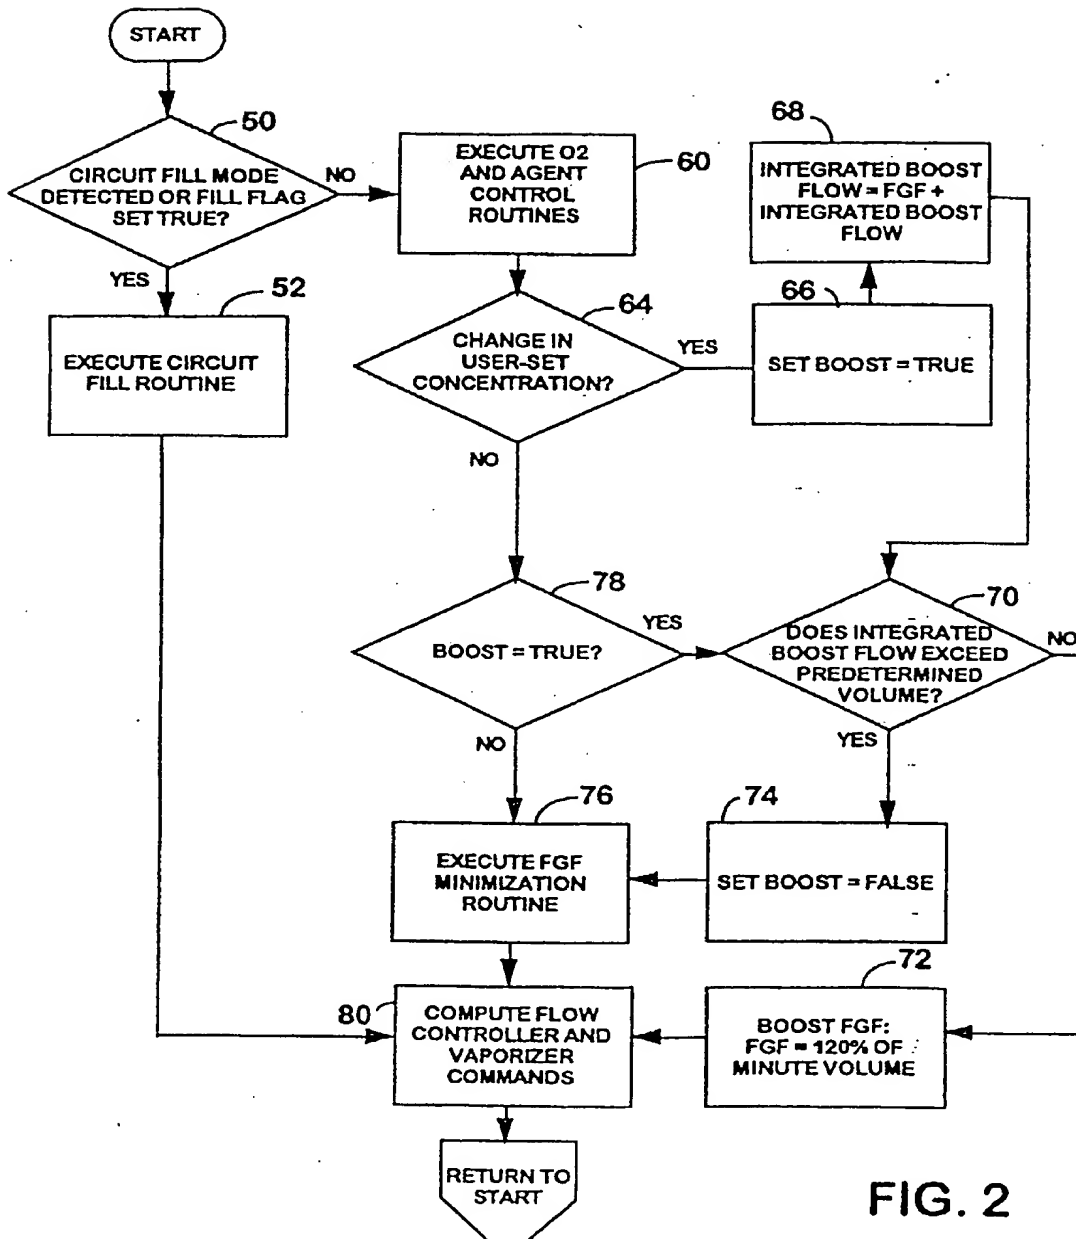 START
50
CIRCUIT FILL MODE
DETECTED OR FILL FLAG
SET TRUE?
NO
YES
52
EXECUTE CIRCUIT
FILL ROUTINE
EXECUTE O2
AND AGENT
CONTROL
ROUTINES
60
64
CHANGE IN
USER-SET
CONCENTRATION?
YES
NO
66
SET BOOST = TRUE
68
INTEGRATED BOOST
FLOW = FGF +
INTEGRATED BOOST
FLOW
78
BOOST = TRUE?
YES
NO
70
DOES INTEGRATED
BOOST FLOW EXCEED
PREDETERMINED
VOLUME?
NO
YES
76
EXECUTE FGF
MINIMIZATION
ROUTINE
74
SET BOOST = FALSE
72
BOOST FGF:
FGF = 120% OF
MINUTE VOLUME
80
COMPUTE FLOW
CONTROLLER AND
VAPORIZER
COMMANDS
RETURN TO
START
FIG. 2